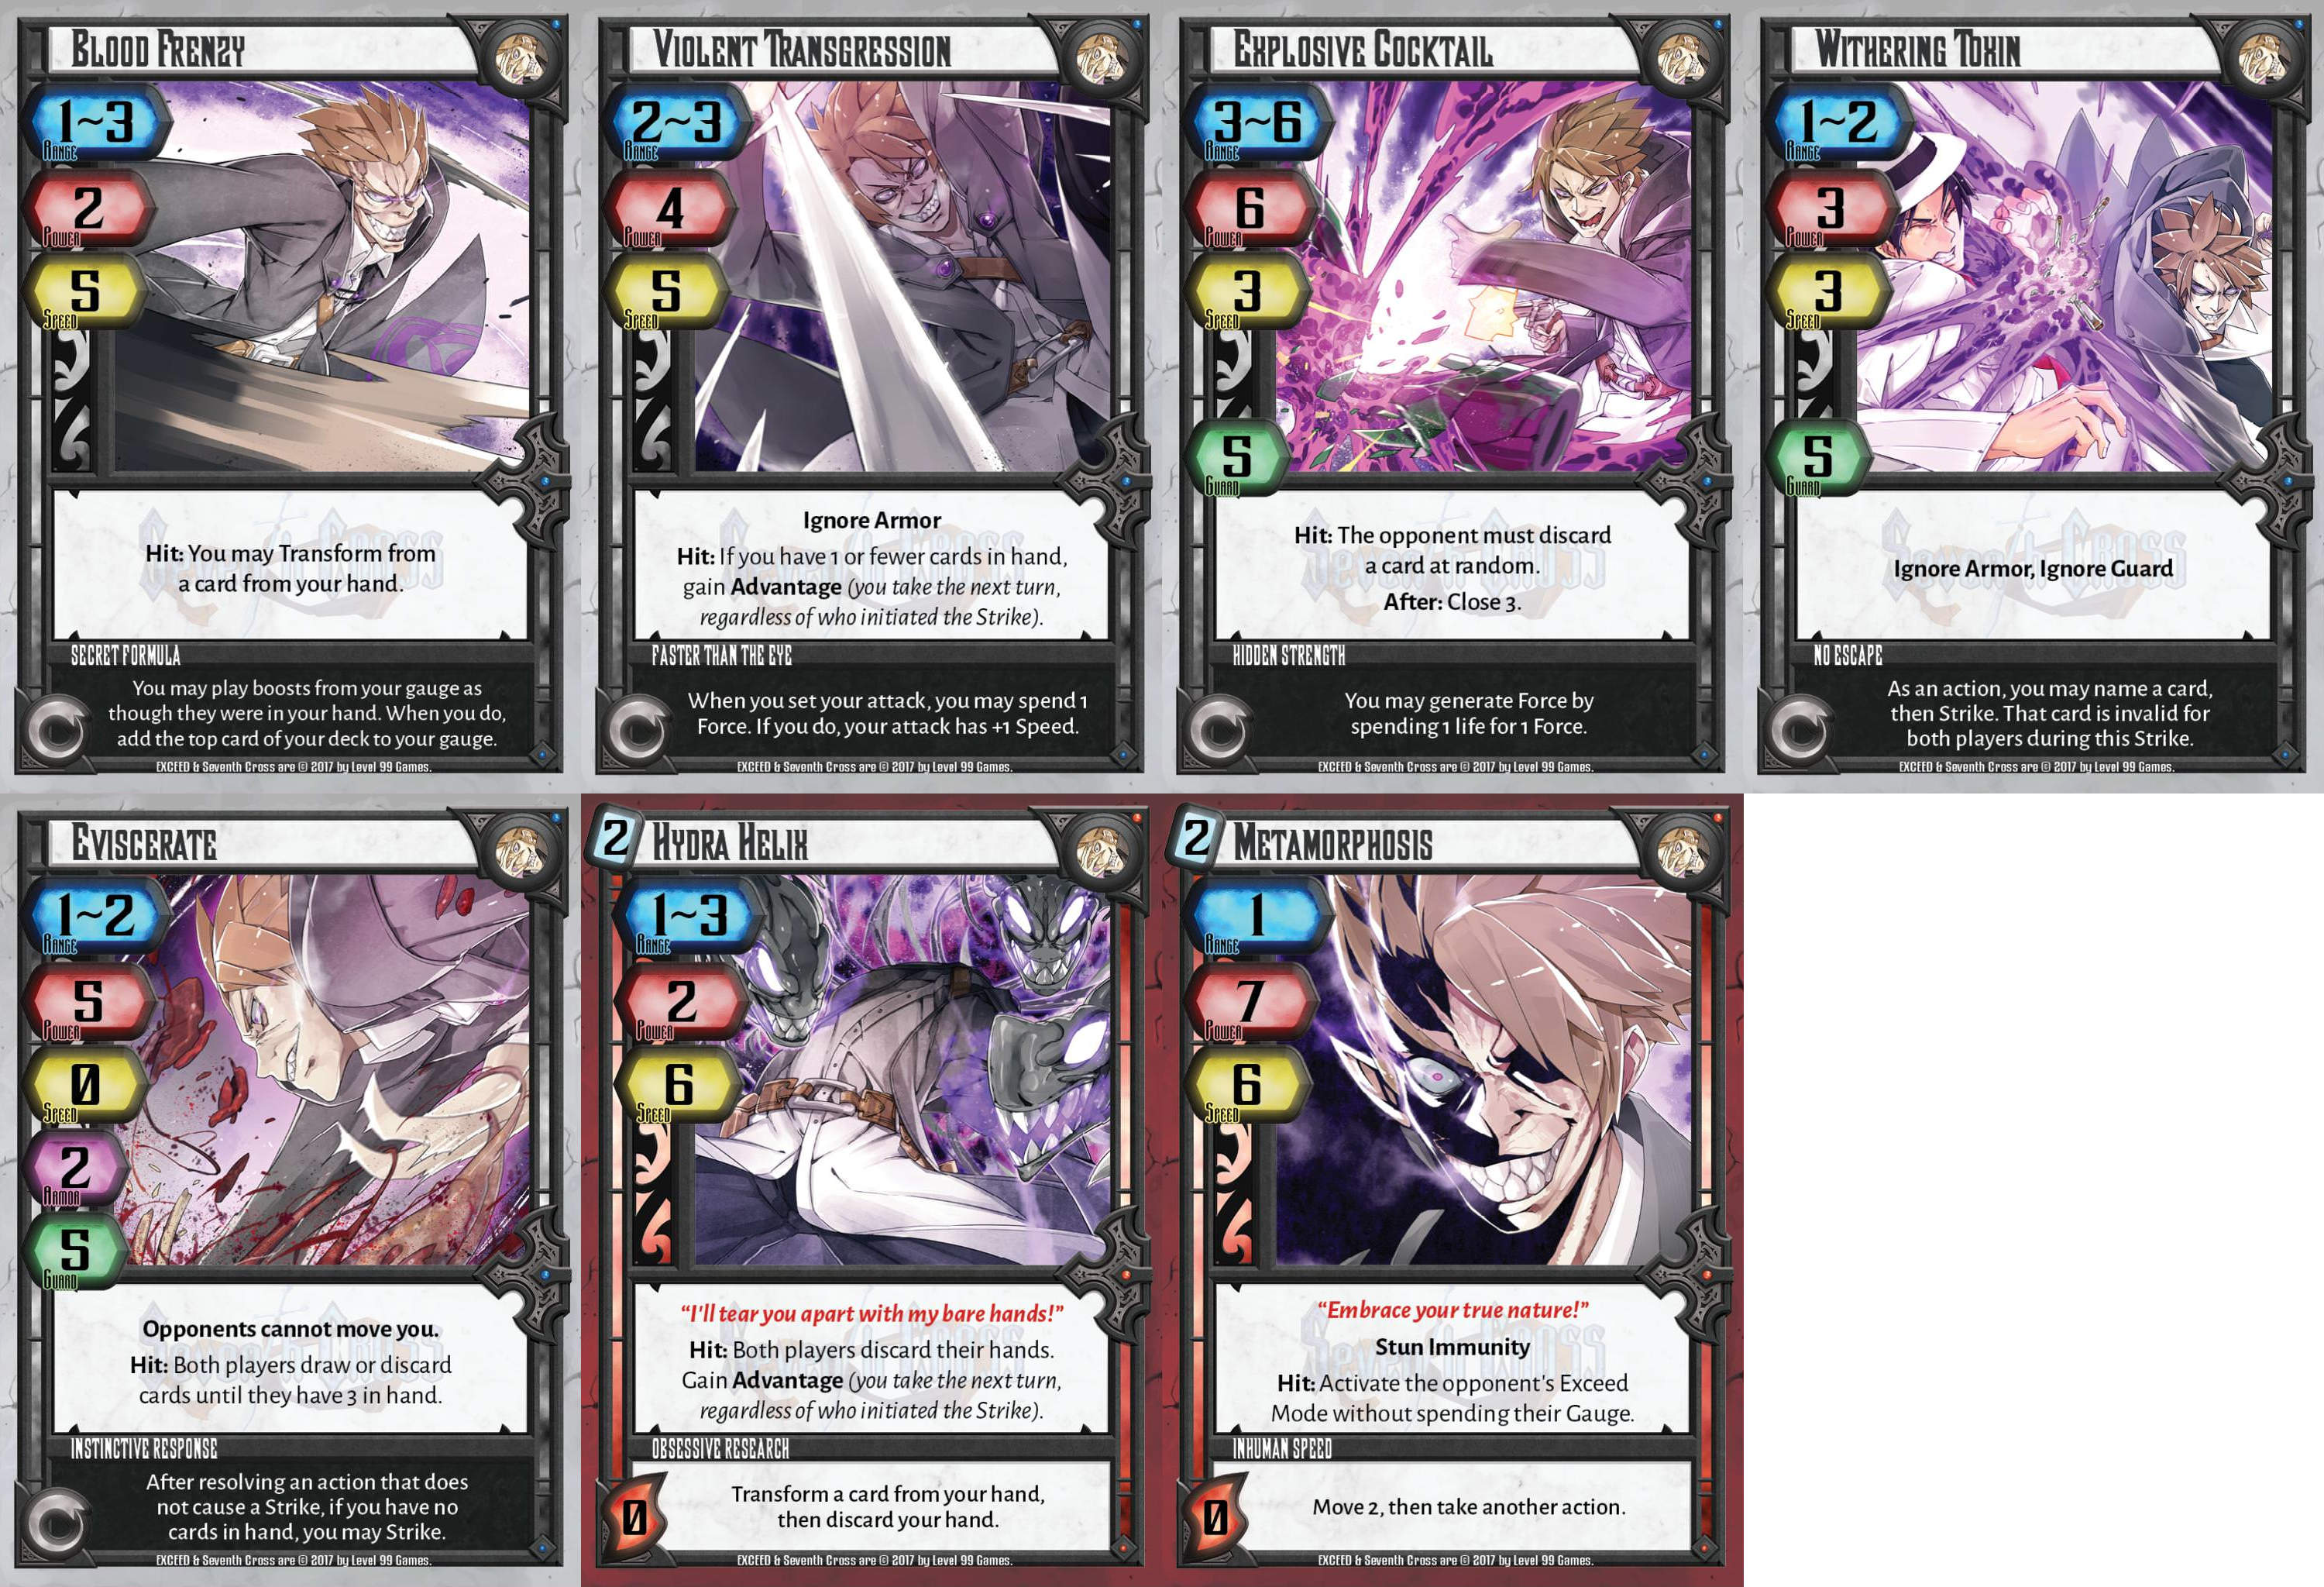 BLOOD FRENZY
1~3
RANGE
2
POWER
5
SPEED
Hit: You may Transform from
a card from your hand.
SECRET FORMULA
You may play boosts from your gauge as
though they were in your hand. When you do,
add the top card of your deck to your gauge.
EXCEED & Seventh Cross are © 2017 by Level 99 Games.
VIOLENT TRANSGRESSION
2~3
RANGE
4
POWER
5
SPEED
Ignore Armor
Hit: If you have 1 or fewer cards in hand,
gain Advantage (you take the next turn,
regardless of who initiated the Strike).
FASTER THAN THE EYE
When you set your attack, you may spend 1
Force. If you do, your attack has +1 Speed.
EXCEED & Seventh Cross are © 2017 by Level 99 Games.
EXPLOSIVE COCKTAIL
3~6
RANGE
6
POWER
3
SPEED
5
GUARD
Hit: The opponent must discard
a card at random.
After: Close 3.
HIDDEN STRENGTH
You may generate Force by
spending 1 life for 1 Force.
EXCEED & Seventh Cross are © 2017 by Level 99 Games.
WITHERING TOXIN
1~2
RANGE
3
POWER
3
SPEED
5
GUARD
Ignore Armor, Ignore Guard
NO ESCAPE
As an action, you may name a card,
then Strike. That card is invalid for
both players during this Strike.
EXCEED & Seventh Cross are © 2017 by Level 99 Games.
EVISCERATE
1~2
RANGE
5
POWER
0
SPEED
2
ARMOR
5
GUARD
Opponents cannot move you.
Hit: Both players draw or discard
cards until they have 3 in hand.
INSTINCTIVE RESPONSE
After resolving an action that does
not cause a Strike, if you have no
cards in hand, you may Strike.
EXCEED & Seventh Cross are © 2017 by Level 99 Games.
2
HYDRA HELIX
1~3
RANGE
2
POWER
6
SPEED
“I'll tear you apart with my bare hands!”
Hit: Both players discard their hands.
Gain Advantage (you take the next turn,
regardless of who initiated the Strike).
OBSESSIVE RESEARCH
0
Transform a card from your hand,
then discard your hand.
EXCEED & Seventh Cross are © 2017 by Level 99 Games.
2
METAMORPHOSIS
1
RANGE
7
POWER
6
SPEED
“Embrace your true nature!”
Stun Immunity
Hit: Activate the opponent's Exceed
Mode without spending their Gauge.
INHUMAN SPEED
0
Move 2, then take another action.
EXCEED & Seventh Cross are © 2017 by Level 99 Games.